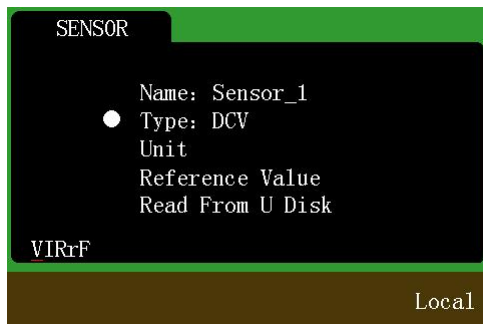 SENSOR
Name: Sensor_1
Type: DCV
Unit
Reference Value
Read From U Disk
VIRrF
Local